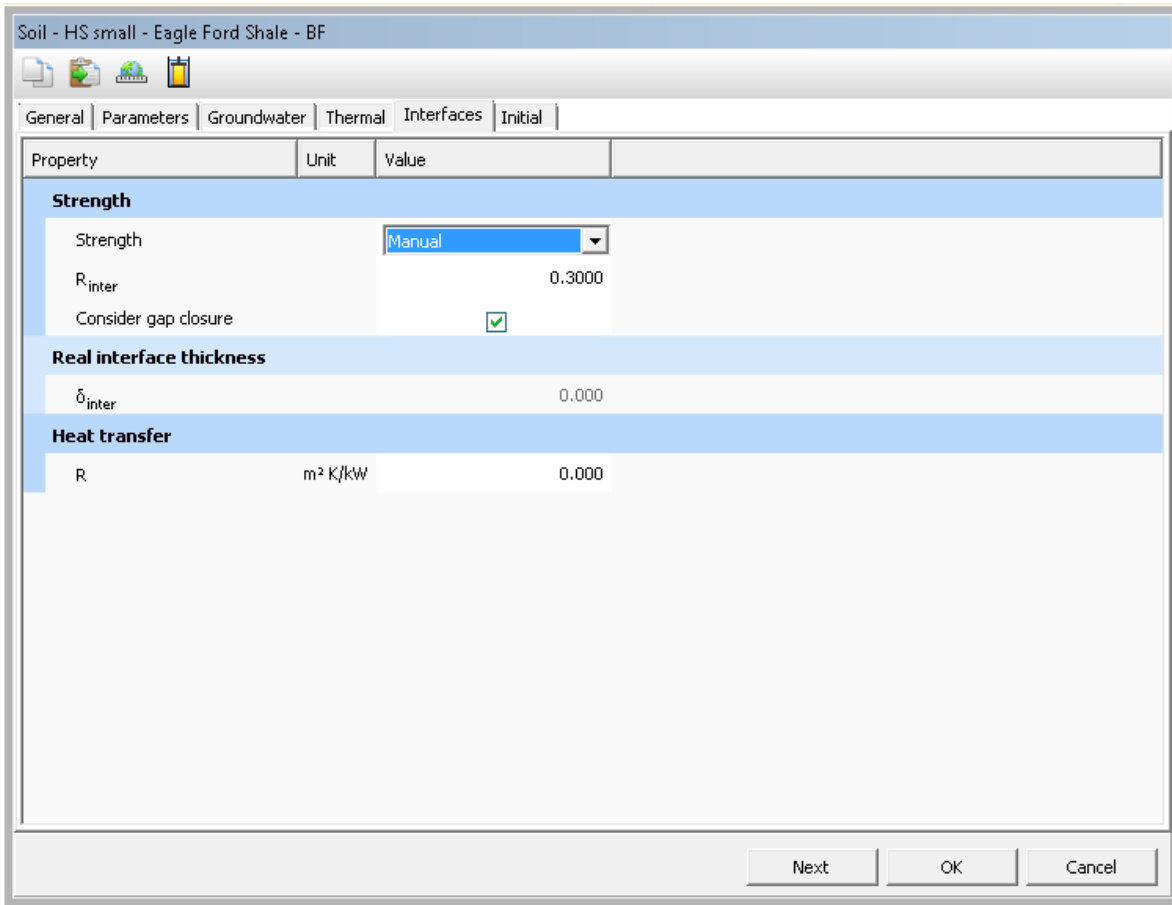 Soil - HS small - Eagle Ford Shale - BF
General Parameters Groundwater Thermal Interfaces Initial
Property Unit Value
Strength
Strength Manual
Rinter 0.3000
Consider gap closure
Real interface thickness
δinter 0.000
Heat transfer
R m² K/kW 0.000
Next OK Cancel